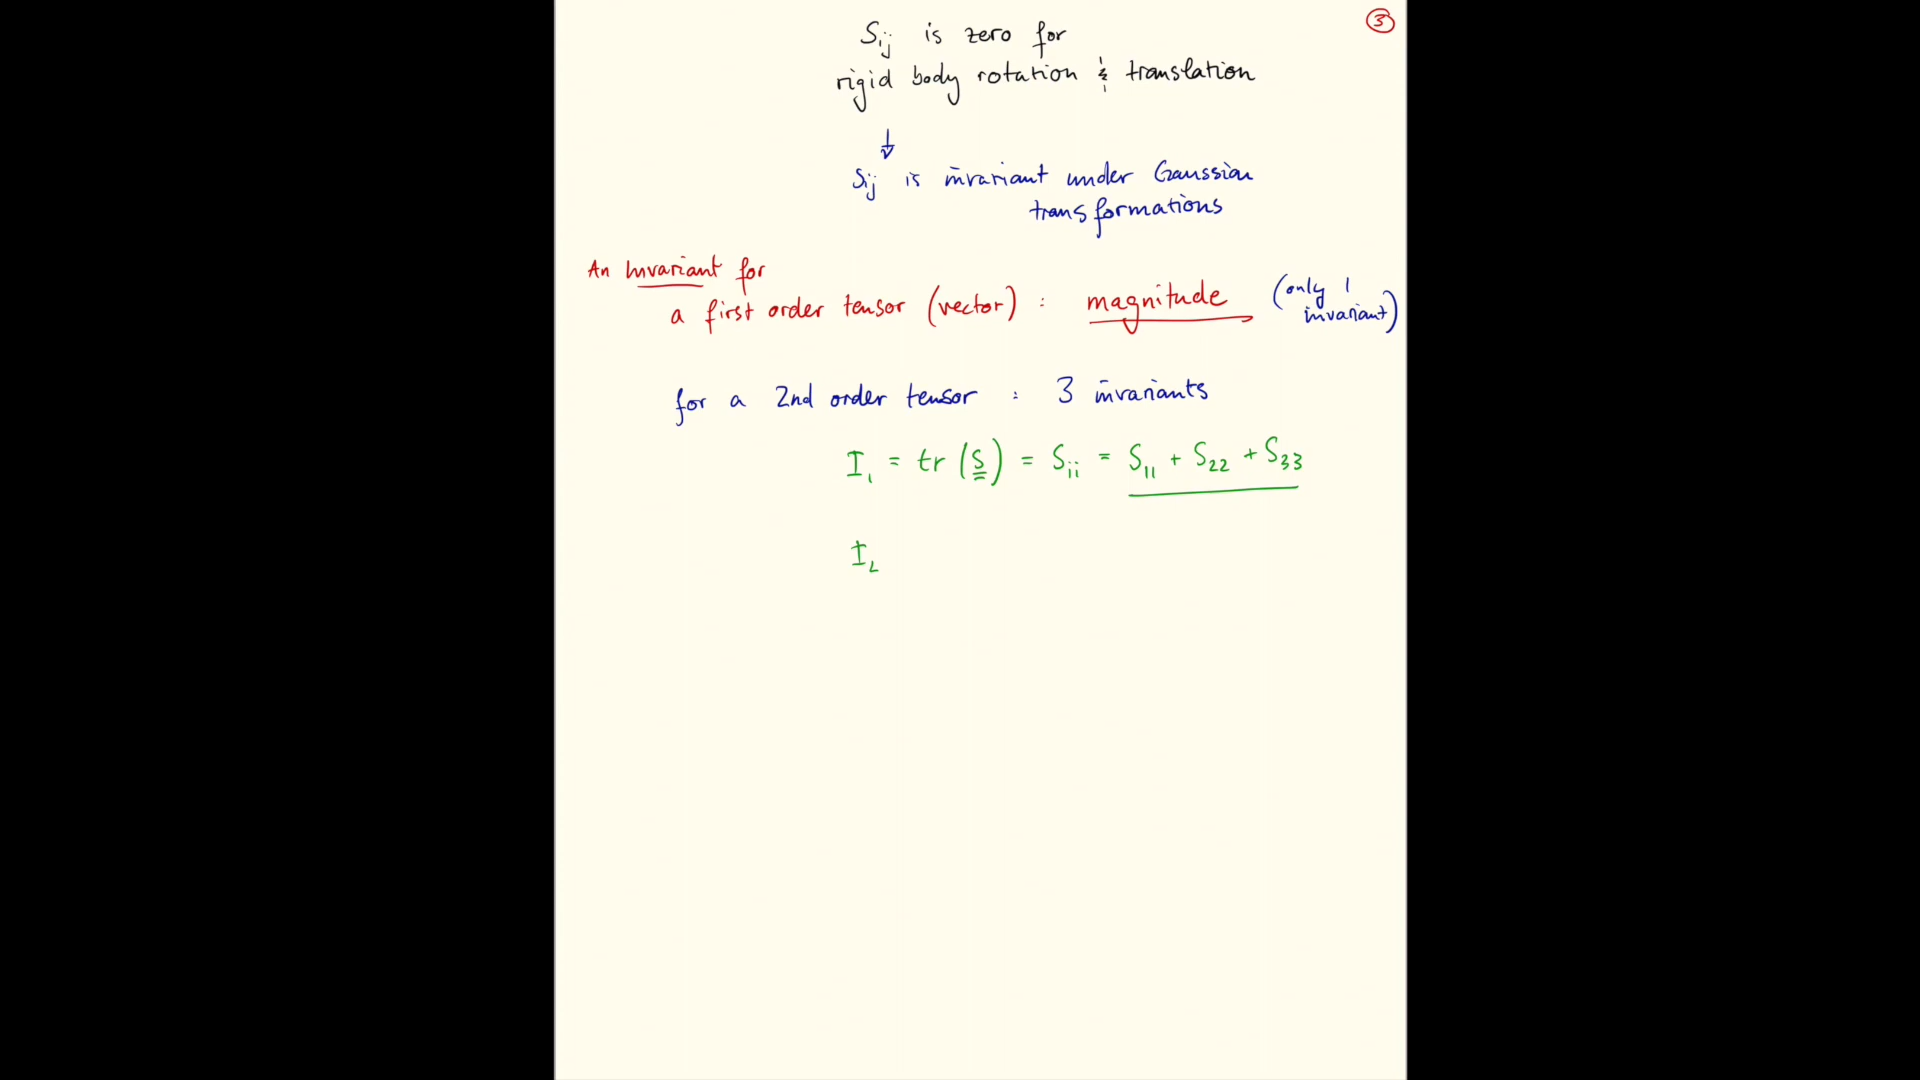 ③
Sij is zero for
rigid body rotation & translation
↓
Sij is invariant under Gaussian
transformations
An invariant for
a first order tensor (vector) : magnitude (only 1
invariant)
for a 2nd order tensor : 3 invariants
I₁ = tr (S) = Sii = S₁₁ + S₂₂ + S₃₃
I₂